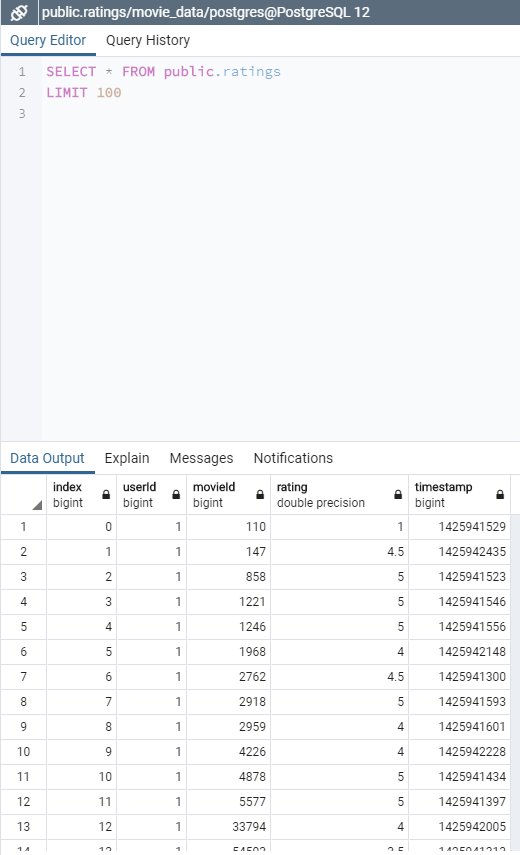 public.ratings/movie_data/postgres@PostgreSQL 12
Query Editor Query History
1 SELECT * FROM public.ratings
2 LIMIT 100
3
Data Output Explain Messages Notifications
index userId movieId rating timestamp
bigint bigint bigint double precision bigint
1 0 1 110 1 1425941529
2 1 1 147 4.5 1425942435
3 2 1 858 5 1425941523
4 3 1 1221 5 1425941546
5 4 1 1246 5 1425941556
6 5 1 1968 4 1425942148
7 6 1 2762 4.5 1425941300
8 7 1 2918 5 1425941593
9 8 1 2959 4 1425941601
10 9 1 4226 4 1425942228
11 10 1 4878 5 1425941434
12 11 1 5577 5 1425941397
13 12 1 33794 4 1425942005